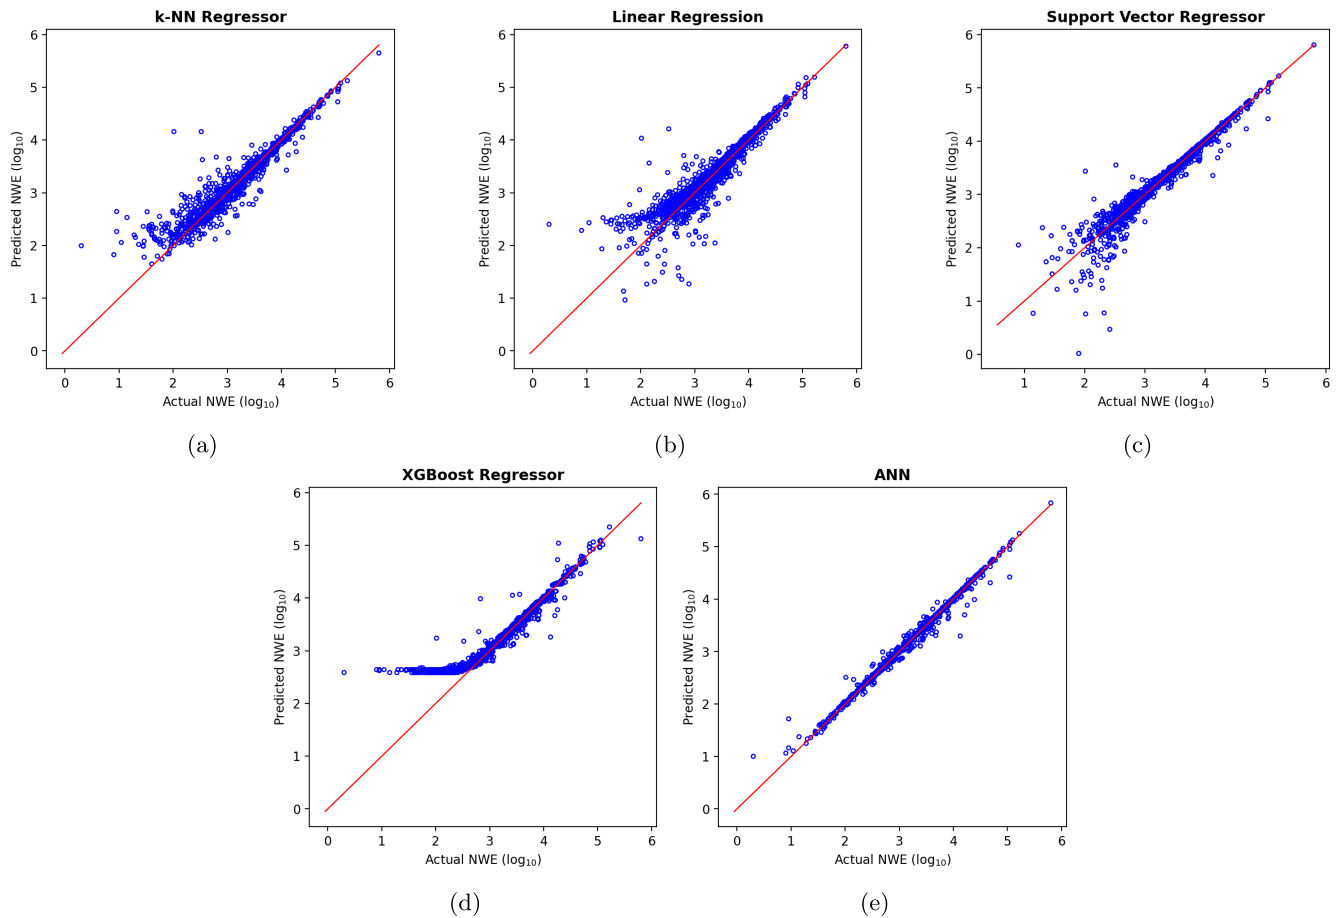 k-NN Regressor
Predicted NWE (log₁₀)
6
5
4
3
2
1
0
0 1 2 3 4 5 6
Actual NWE (log₁₀)
(a)
Linear Regression
Predicted NWE (log₁₀)
6
5
4
3
2
1
0
0 1 2 3 4 5 6
Actual NWE (log₁₀)
(b)
Support Vector Regressor
Predicted NWE (log₁₀)
6
5
4
3
2
1
0
1 2 3 4 5 6
Actual NWE (log₁₀)
(c)
XGBoost Regressor
Predicted NWE (log₁₀)
6
5
4
3
2
1
0
0 1 2 3 4 5 6
Actual NWE (log₁₀)
(d)
ANN
Predicted NWE (log₁₀)
6
5
4
3
2
1
0
0 1 2 3 4 5 6
Actual NWE (log₁₀)
(e)